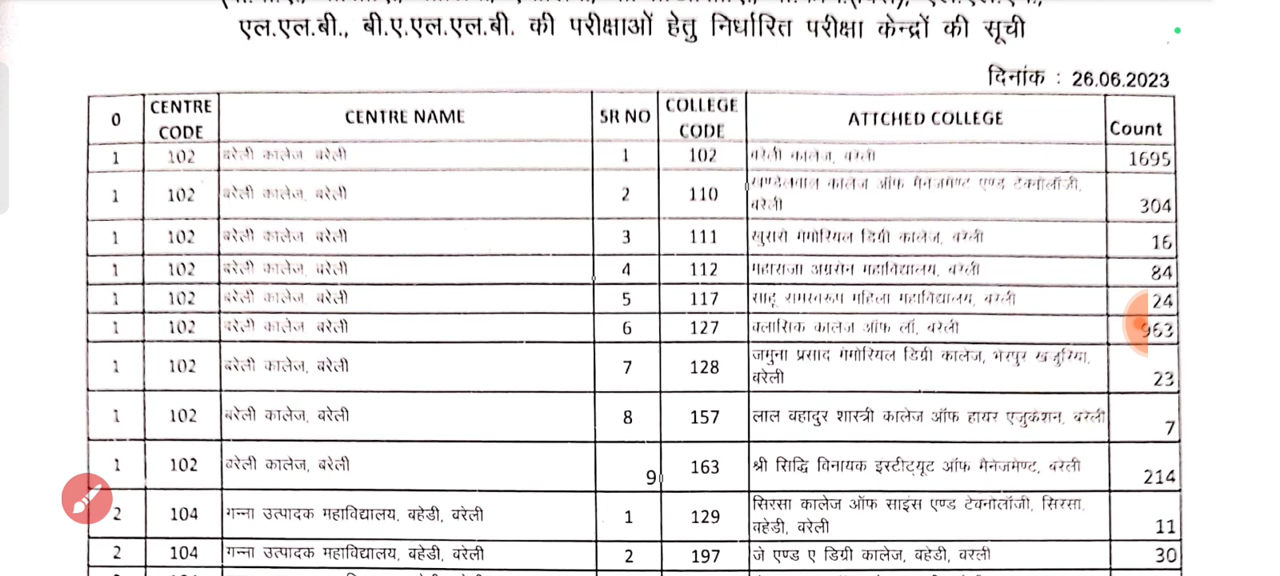 एल.एल.बी., बी.ए.एल.एल.बी. की परीक्षाओं हेतु निर्धारित परीक्षा केन्द्रों की सूची
दिनांक : 26.06.2023
0 CENTRE CODE CENTRE NAME SR NO COLLEGE CODE ATTCHED COLLEGE Count
1 102 बरेली कालेज, बरेली 1 102 बरेली कालेज, बरेली 1695
1 102 बरेली कालेज, बरेली 2 110 खण्डेलवाल कालेज ऑफ मैनेजमेण्ट एण्ड टेक्नोलॉजी,
बरेली 304
1 102 बरेली कालेज, बरेली 3 111 मेमोरियल डिग्री कालेज, बरेली 16
1 102 बरेली कालेज, बरेली 4 112 महाराजा अग्रसेन महाविद्यालय, बरेली 84
1 102 बरेली कालेज, बरेली 5 117 साहू रामस्वरूप महिला महाविद्यालय, बरेली 24
1 102 बरेली कालेज, बरेली 6 127 क्लासिक कालेज ऑफ लॉ, बरेली 963
1 102 बरेली कालेज, बरेली 7 128 जमुना प्रसाद मेमोरियल डिग्री कालेज, खजुरिया,
बरेली 23
1 102 बरेली कालेज, बरेली 8 157 लाल बहादुर शास्त्री कालेज ऑफ हायर एजुकेशन, बरेली 7
1 102 बरेली कालेज, बरेली 9 163 श्री सिद्धि विनायक इस्टीट्यूट ऑफ मैनेजमेण्ट, बरेली 214
2 104 गन्ना उत्पादक महाविद्यालय, बहेडी, बरेली 1 129 सिरसा कालेज ऑफ साइंस एण्ड टेक्नोलॉजी, सिरसा,
बहेडी, बरेली 11
2 104 गन्ना उत्पादक महाविद्यालय, बहेडी, बरेली 2 197 जे एण्ड ए डिग्री कालेज, बहेडी, बरेली 30